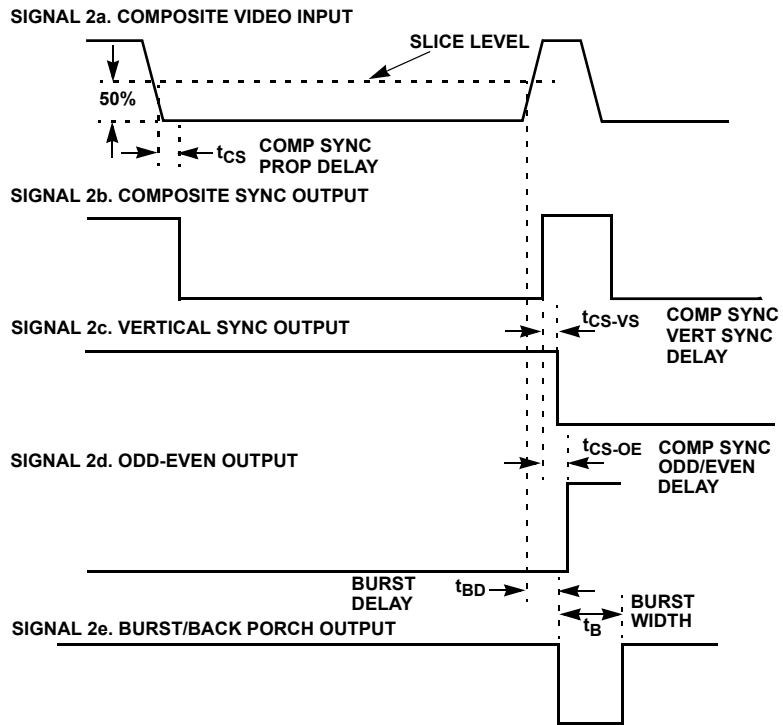 SIGNAL 2a. COMPOSITE VIDEO INPUT
SLICE LEVEL
50%
tCS
COMP SYNC
PROP DELAY
SIGNAL 2b. COMPOSITE SYNC OUTPUT
SIGNAL 2c. VERTICAL SYNC OUTPUT
tCS-VS
COMP SYNC
VERT SYNC
DELAY
SIGNAL 2d. ODD-EVEN OUTPUT
tCS-OE
COMP SYNC
ODD/EVEN
DELAY
BURST
DELAY
tBD
SIGNAL 2e. BURST/BACK PORCH OUTPUT
tB
BURST
WIDTH